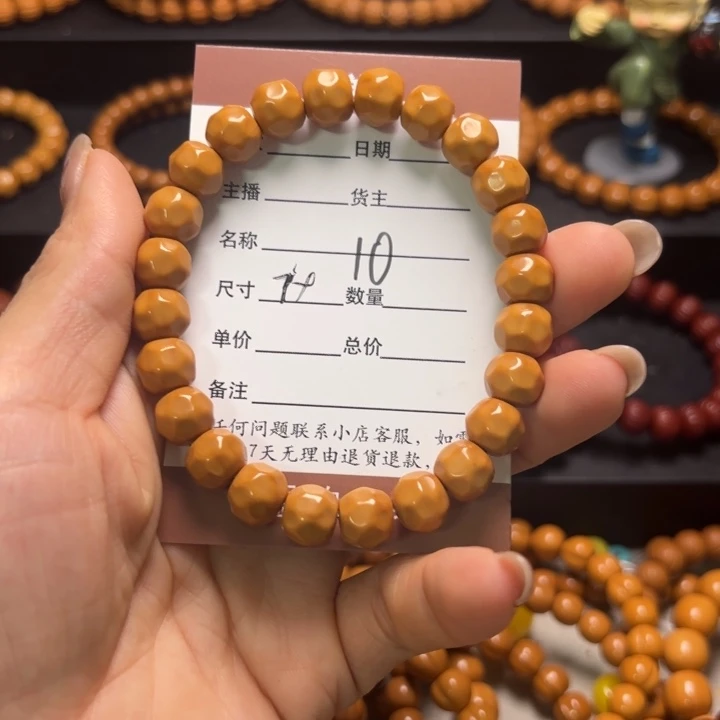 日期
主播 货主
名称 10
尺寸 数量
单价 总价
备注
任何问题联系小店客服，如需
7天无理由退货退款，